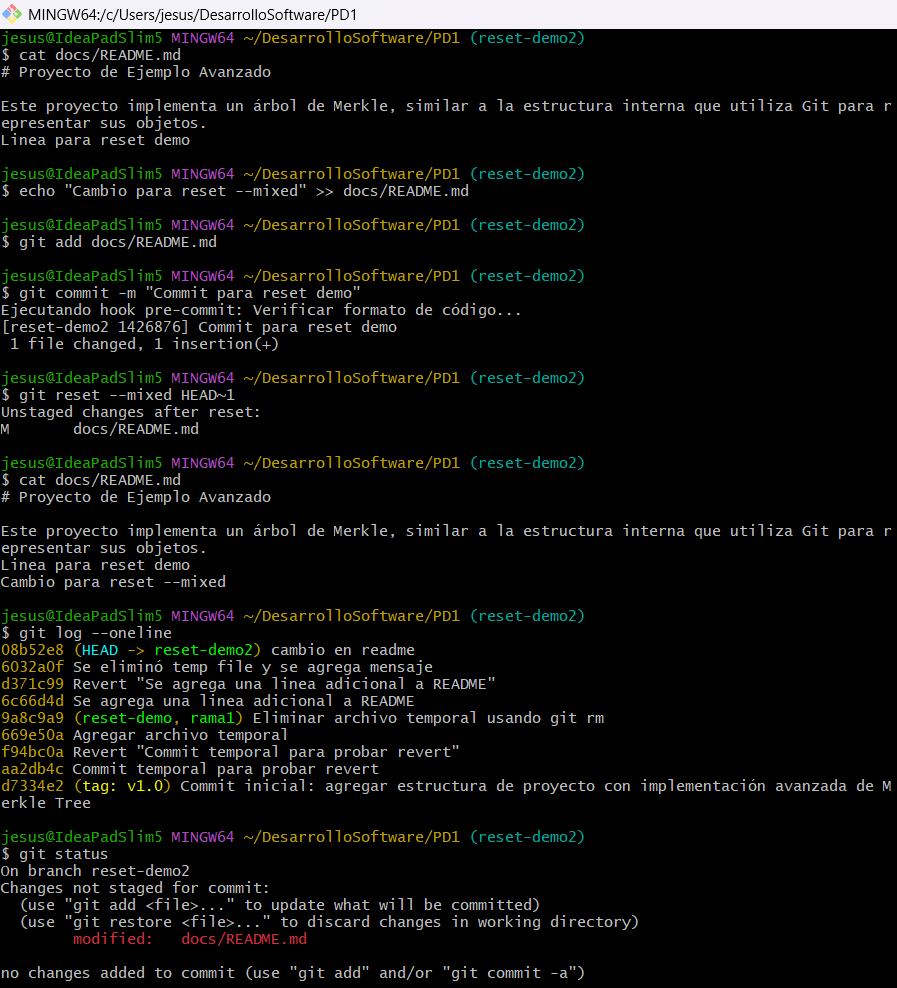 MINGW64:/c/Users/jesus/DesarrolloSoftware/PD1
jesus@IdeaPadSlim5 MINGW64 ~/DesarrolloSoftware/PD1 (reset-demo2)
$ cat docs/README.md
# Proyecto de Ejemplo Avanzado

Este proyecto implementa un árbol de Merkle, similar a la estructura interna que utiliza Git para r
epresentar sus objetos.
Linea para reset demo

jesus@IdeaPadSlim5 MINGW64 ~/DesarrolloSoftware/PD1 (reset-demo2)
$ echo "Cambio para reset --mixed" >> docs/README.md

jesus@IdeaPadSlim5 MINGW64 ~/DesarrolloSoftware/PD1 (reset-demo2)
$ git add docs/README.md

jesus@IdeaPadSlim5 MINGW64 ~/DesarrolloSoftware/PD1 (reset-demo2)
$ git commit -m "Commit para reset demo"
Ejecutando hook pre-commit: Verificar formato de código...
[reset-demo2 1426876] Commit para reset demo
 1 file changed, 1 insertion(+)

jesus@IdeaPadSlim5 MINGW64 ~/DesarrolloSoftware/PD1 (reset-demo2)
$ git reset --mixed HEAD~1
Unstaged changes after reset:
M       docs/README.md

jesus@IdeaPadSlim5 MINGW64 ~/DesarrolloSoftware/PD1 (reset-demo2)
$ cat docs/README.md
# Proyecto de Ejemplo Avanzado

Este proyecto implementa un árbol de Merkle, similar a la estructura interna que utiliza Git para r
epresentar sus objetos.
Linea para reset demo
Cambio para reset --mixed

jesus@IdeaPadSlim5 MINGW64 ~/DesarrolloSoftware/PD1 (reset-demo2)
$ git log --oneline
08b52e8 (HEAD -> reset-demo2) cambio en readme
6032a0f Se eliminó temp file y se agrega mensaje
d371c99 Revert "Se agrega una linea adicional a README"
6c66d4d Se agrega una linea adicional a README
9a8c9a9 (reset-demo, rama1) Eliminar archivo temporal usando git rm
669e50a Agregar archivo temporal
f94bc0a Revert "Commit temporal para probar revert"
aa2db4c Commit temporal para probar revert
d7334e2 (tag: v1.0) Commit inicial: agregar estructura de proyecto con implementación avanzada de M
erkle Tree

jesus@IdeaPadSlim5 MINGW64 ~/DesarrolloSoftware/PD1 (reset-demo2)
$ git status
On branch reset-demo2
Changes not staged for commit:
  (use "git add <file>..." to update what will be committed)
  (use "git restore <file>..." to discard changes in working directory)
        modified:   docs/README.md

no changes added to commit (use "git add" and/or "git commit -a")